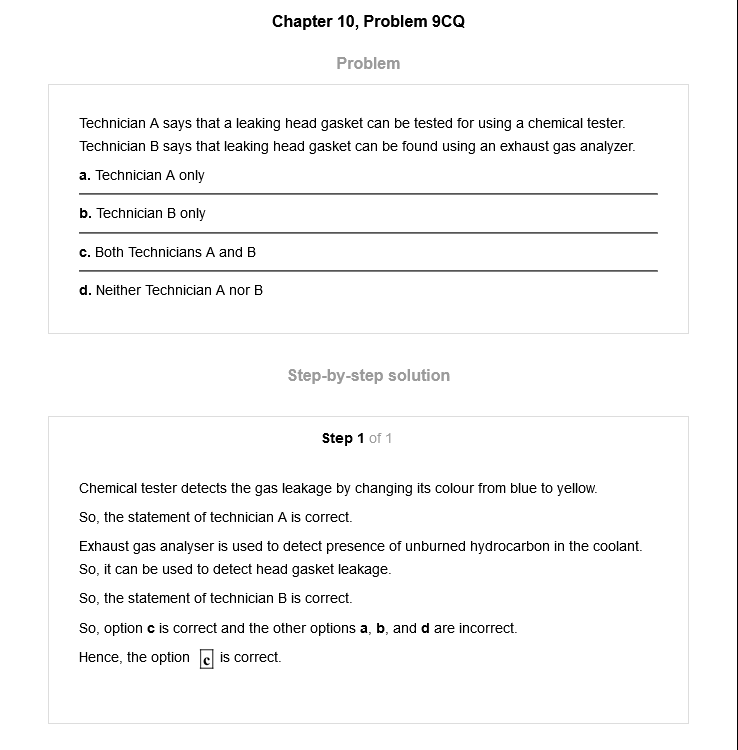 Chapter 10, Problem 9CQ
Problem
Technician A says that a leaking head gasket can be tested for using a chemical tester.
Technician B says that leaking head gasket can be found using an exhaust gas analyzer.
a. Technician A only
b. Technician B only
c. Both Technicians A and B
d. Neither Technician A nor B
Step-by-step solution
Step 1 of 1
Chemical tester detects the gas leakage by changing its colour from blue to yellow.
So, the statement of technician A is correct.
Exhaust gas analyser is used to detect presence of unburned hydrocarbon in the coolant.
So, it can be used to detect head gasket leakage.
So, the statement of technician B is correct.
So, option c is correct and the other options a, b, and d are incorrect.
Hence, the option c is correct.